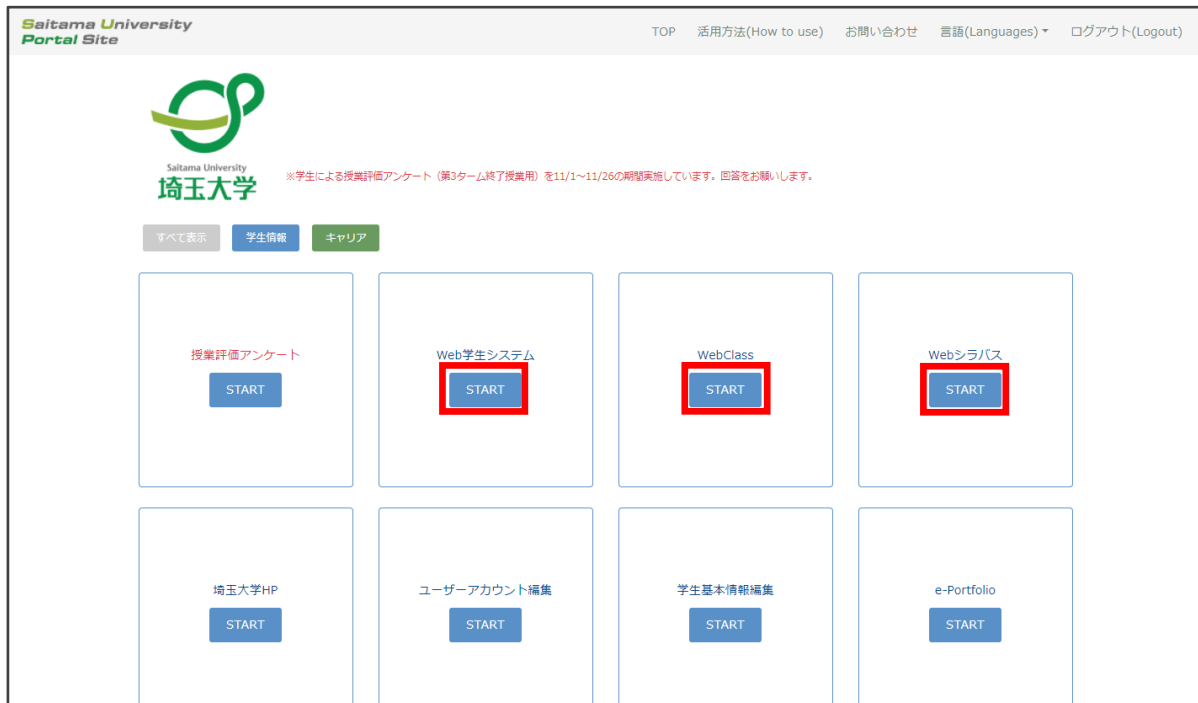 Saitama University
Portal Site
TOP 活用方法(How to use) お問い合わせ 言語(Languages) ログアウト(Logout)
Saitama University
埼玉大学
※学生による授業評価アンケート（第3ターム終了授業用）を11/1～11/26の期間実施しています。回答をお願いします。
すべて表示 学生情報 キャリア
授業評価アンケート Web学生システム WebClass Webシラバス
START START START START
埼玉大学HP ユーザーアカウント編集 学生基本情報編集 e-Portfolio
START START START START